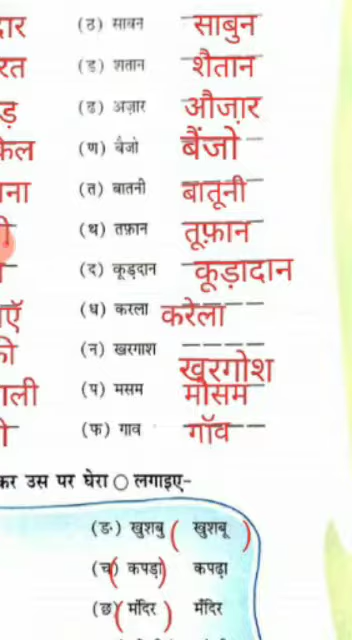 दार (ठ) साबन साबुन
रत (ड) शतान शैतान
ड़ (ढ) अज़ार औज़ार
केल (ण) बैजो बैंजो
ना (त) बातनी बातूनी
ी (थ) तफ़ान तूफ़ान
(द) कूड़दान कूड़ादान
एँ (ध) करला करेला
की (न) खरगाश खरगोश
ाली (प) मसम मौसम
(फ) गाव गाँव
कर उस पर घेरा ○ लगाइए-
(ङ) खुशबु ( खुशबू )
(च) कपड़ा) कपढ़ा
(छ) (मंदिर ) मँदिर